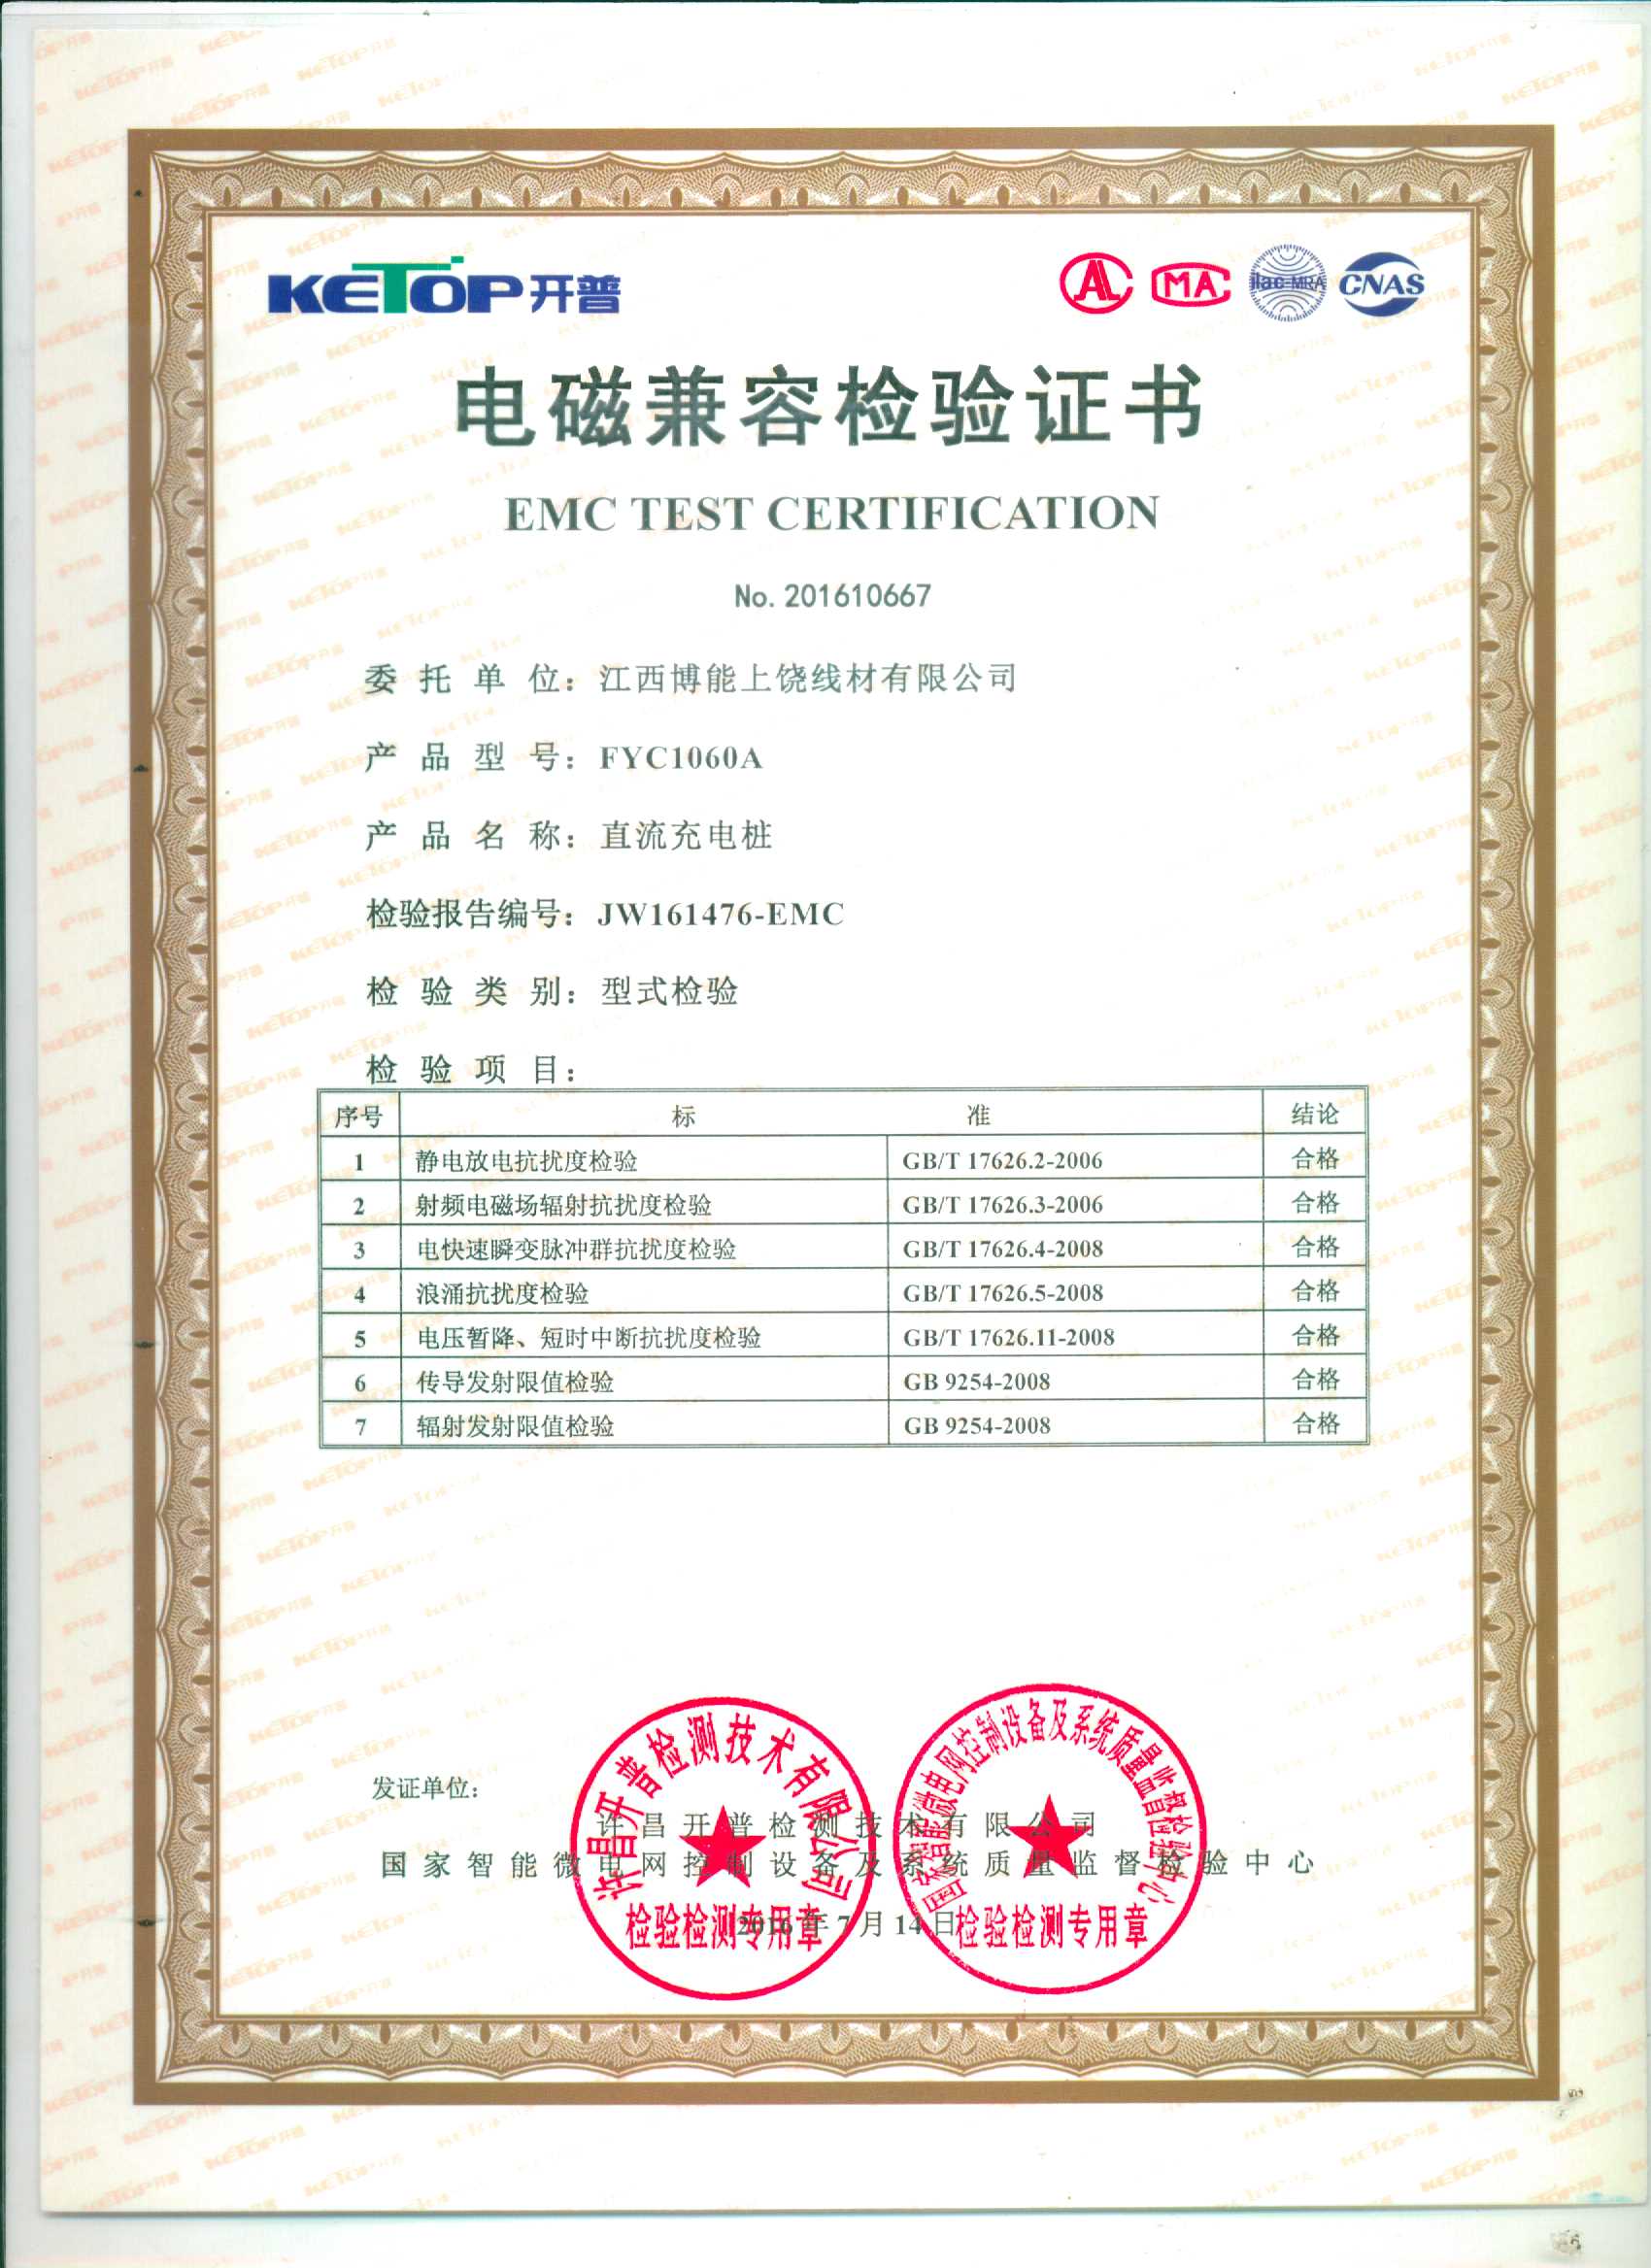 KETOP开普
AL MA ilac-MRA CNAS
电磁兼容检验证书
EMC TEST CERTIFICATION
No. 201610667
委托单位：江西博能上饶线材有限公司
产品型号：FYC1060A
产品名称：直流充电桩
检验报告编号：JW161476-EMC
检验类别：型式检验
检验项目：
序号 标 准 结论
1 静电放电抗扰度检验 GB/T 17626.2-2006 合格
2 射频电磁场辐射抗扰度检验 GB/T 17626.3-2006 合格
3 电快速瞬变脉冲群抗扰度检验 GB/T 17626.4-2008 合格
4 浪涌抗扰度检验 GB/T 17626.5-2008 合格
5 电压暂降、短时中断抗扰度检验 GB/T 17626.11-2008 合格
6 传导发射限值检验 GB 9254-2008 合格
7 辐射发射限值检验 GB 9254-2008 合格
发证单位：
许昌开普检测技术有限公司
国家智能微电网控制设备及系统质量监督检验中心
2016年7月14日
许昌开普检测技术有限公司
检验检测专用章
国家智能微电网控制设备及系统质量监督检验中心
检验检测专用章